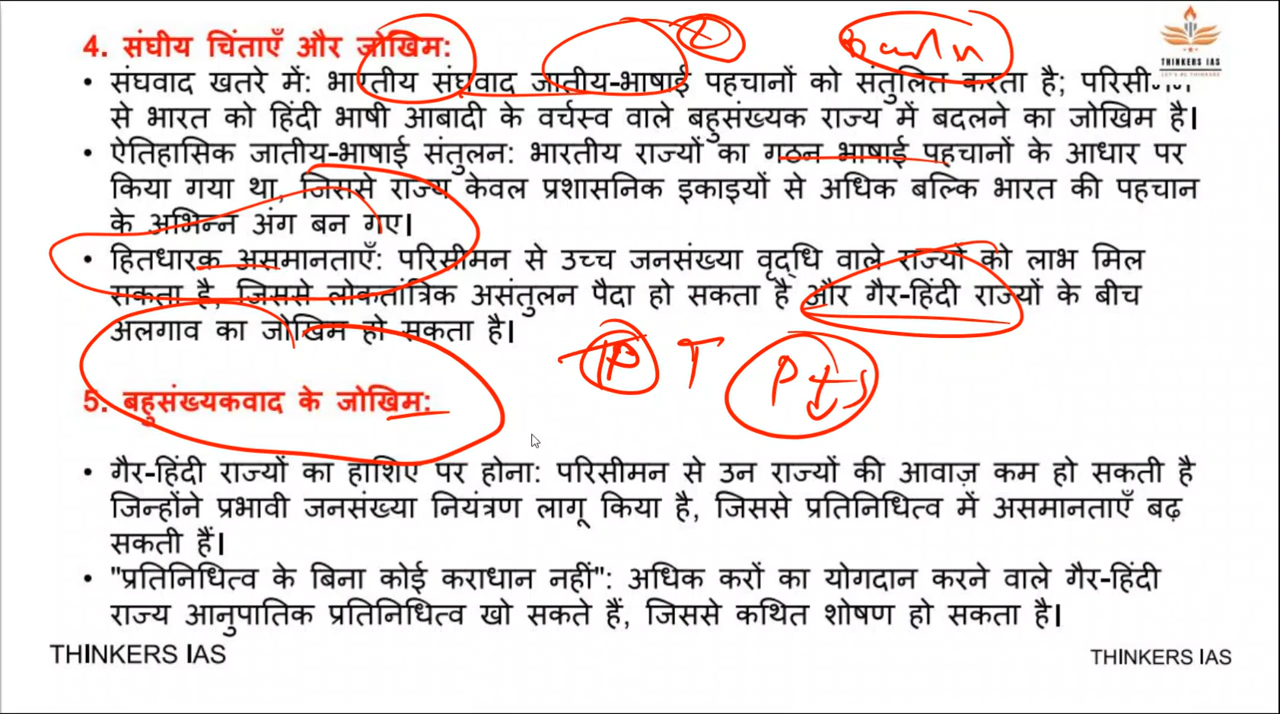 4. संघीय चिंताएँ और जोखिम:
THINKERS IAS
LET'S BE THINKERS
• संघवाद खतरे में: भारतीय संघवाद जातीय-भाषाई पहचानों को संतुलित करता है; परिसीमन
से भारत को हिंदी भाषी आबादी के वर्चस्व वाले बहुसंख्यक राज्य में बदलने का जोखिम है।
• ऐतिहासिक जातीय-भाषाई संतुलन: भारतीय राज्यों का गठन भाषाई पहचानों के आधार पर
किया गया था, जिससे राज्य केवल प्रशासनिक इकाइयों से अधिक बल्कि भारत की पहचान
के अभिन्न अंग बन गए।
• हितधारक असमानताएँ: परिसीमन से उच्च जनसंख्या वृद्धि वाले राज्यों को लाभ मिल
सकता है, जिससे लोकतांत्रिक असंतुलन पैदा हो सकता है और गैर-हिंदी राज्यों के बीच
अलगाव का जोखिम हो सकता है।
5. बहुसंख्यकवाद के जोखिम:
• गैर-हिंदी राज्यों का हाशिए पर होना: परिसीमन से उन राज्यों की आवाज़ कम हो सकती है
जिन्होंने प्रभावी जनसंख्या नियंत्रण लागू किया है, जिससे प्रतिनिधित्व में असमानताएँ बढ़
सकती हैं।
• "प्रतिनिधित्व के बिना कोई कराधान नहीं": अधिक करों का योगदान करने वाले गैर-हिंदी
राज्य आनुपातिक प्रतिनिधित्व खो सकते हैं, जिससे कथित शोषण हो सकता है।
THINKERS IAS
THINKERS IAS